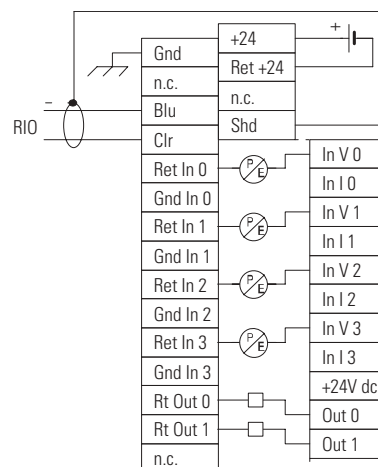 +24
+
Gnd
Ret +24
n.c.
n.c.
–
Blu
RIO
Shd
Clr
In V 0
Ret In 0
P/E
In I 0
Gnd In 0
In V 1
Ret In 1
P/E
In I 1
Gnd In 1
In V 2
Ret In 2
P/E
In I 2
Gnd In 2
In V 3
Ret In 3
P/E
In I 3
Gnd In 3
+24V dc
Rt Out 0
Out 0
Rt Out 1
Out 1
n.c.